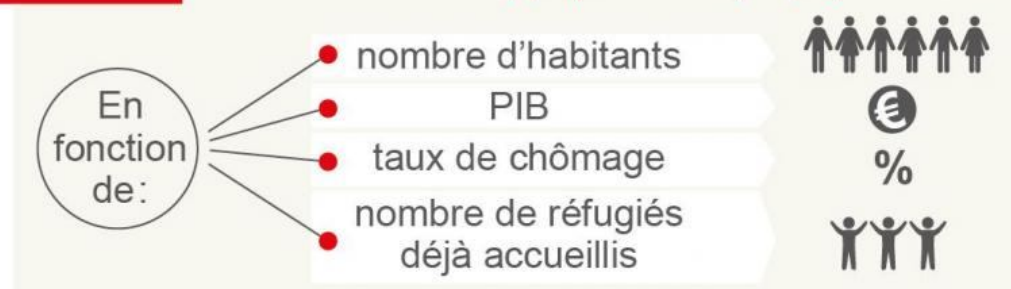 En
fonction
de:
nombre d'habitants
PIB
€
taux de chômage
%
nombre de réfugiés
déjà accueillis